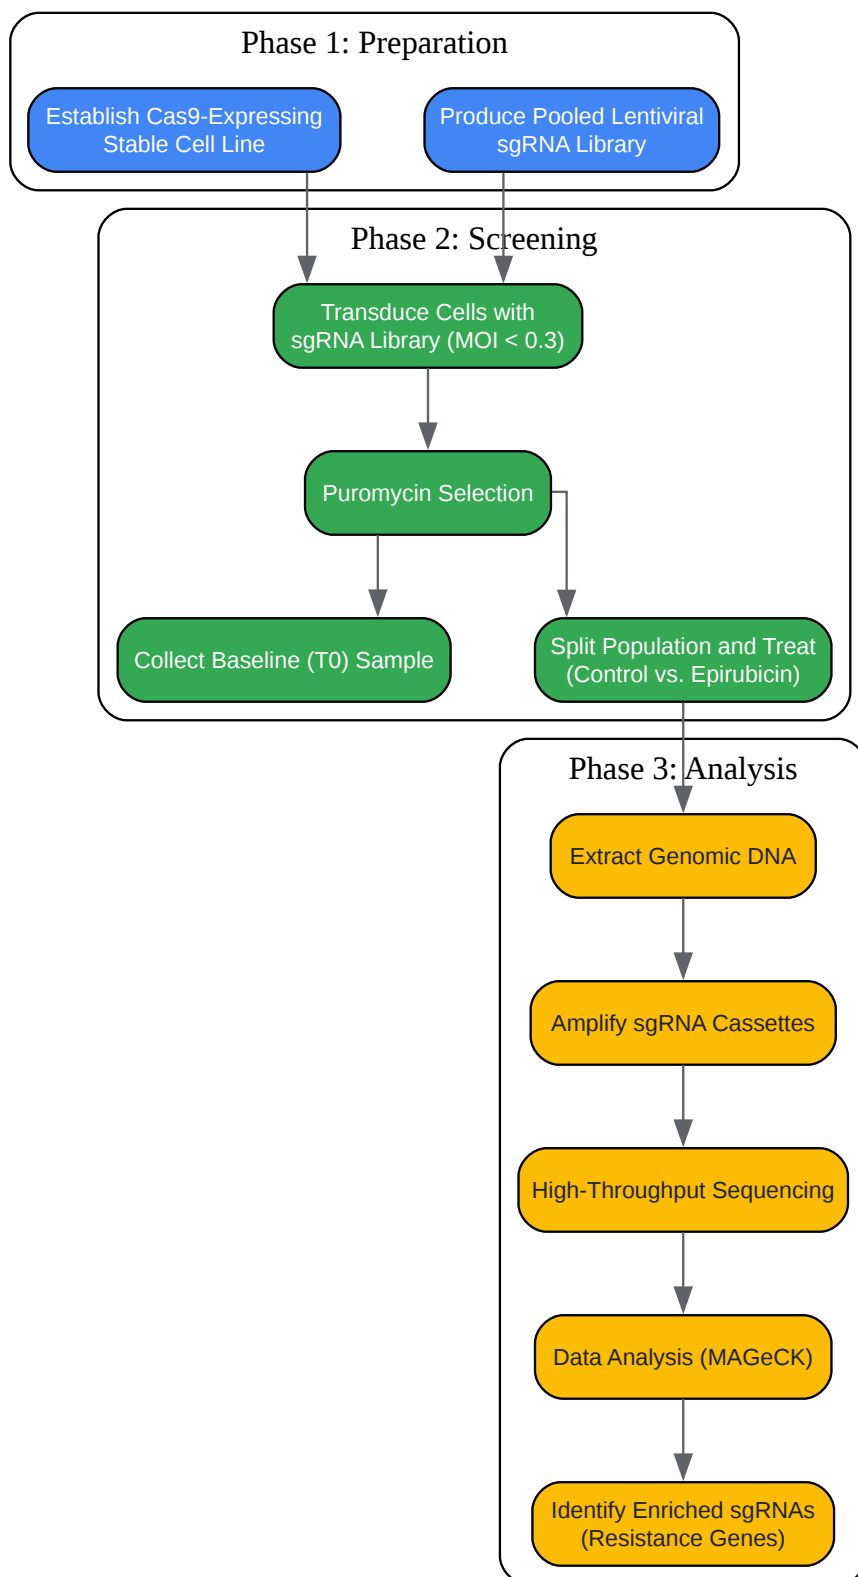 Phase 1: Preparation
Establish Cas9-Expressing
Stable Cell Line
Produce Pooled Lentiviral
sgRNA Library
Phase 2: Screening
Transduce Cells with
sgRNA Library (MOI < 0.3)
Puromycin Selection
Collect Baseline (T0) Sample
Split Population and Treat
(Control vs. Epirubicin)
Phase 3: Analysis
Extract Genomic DNA
Amplify sgRNA Cassettes
High-Throughput Sequencing
Data Analysis (MAGeCK)
Identify Enriched sgRNAs
(Resistance Genes)